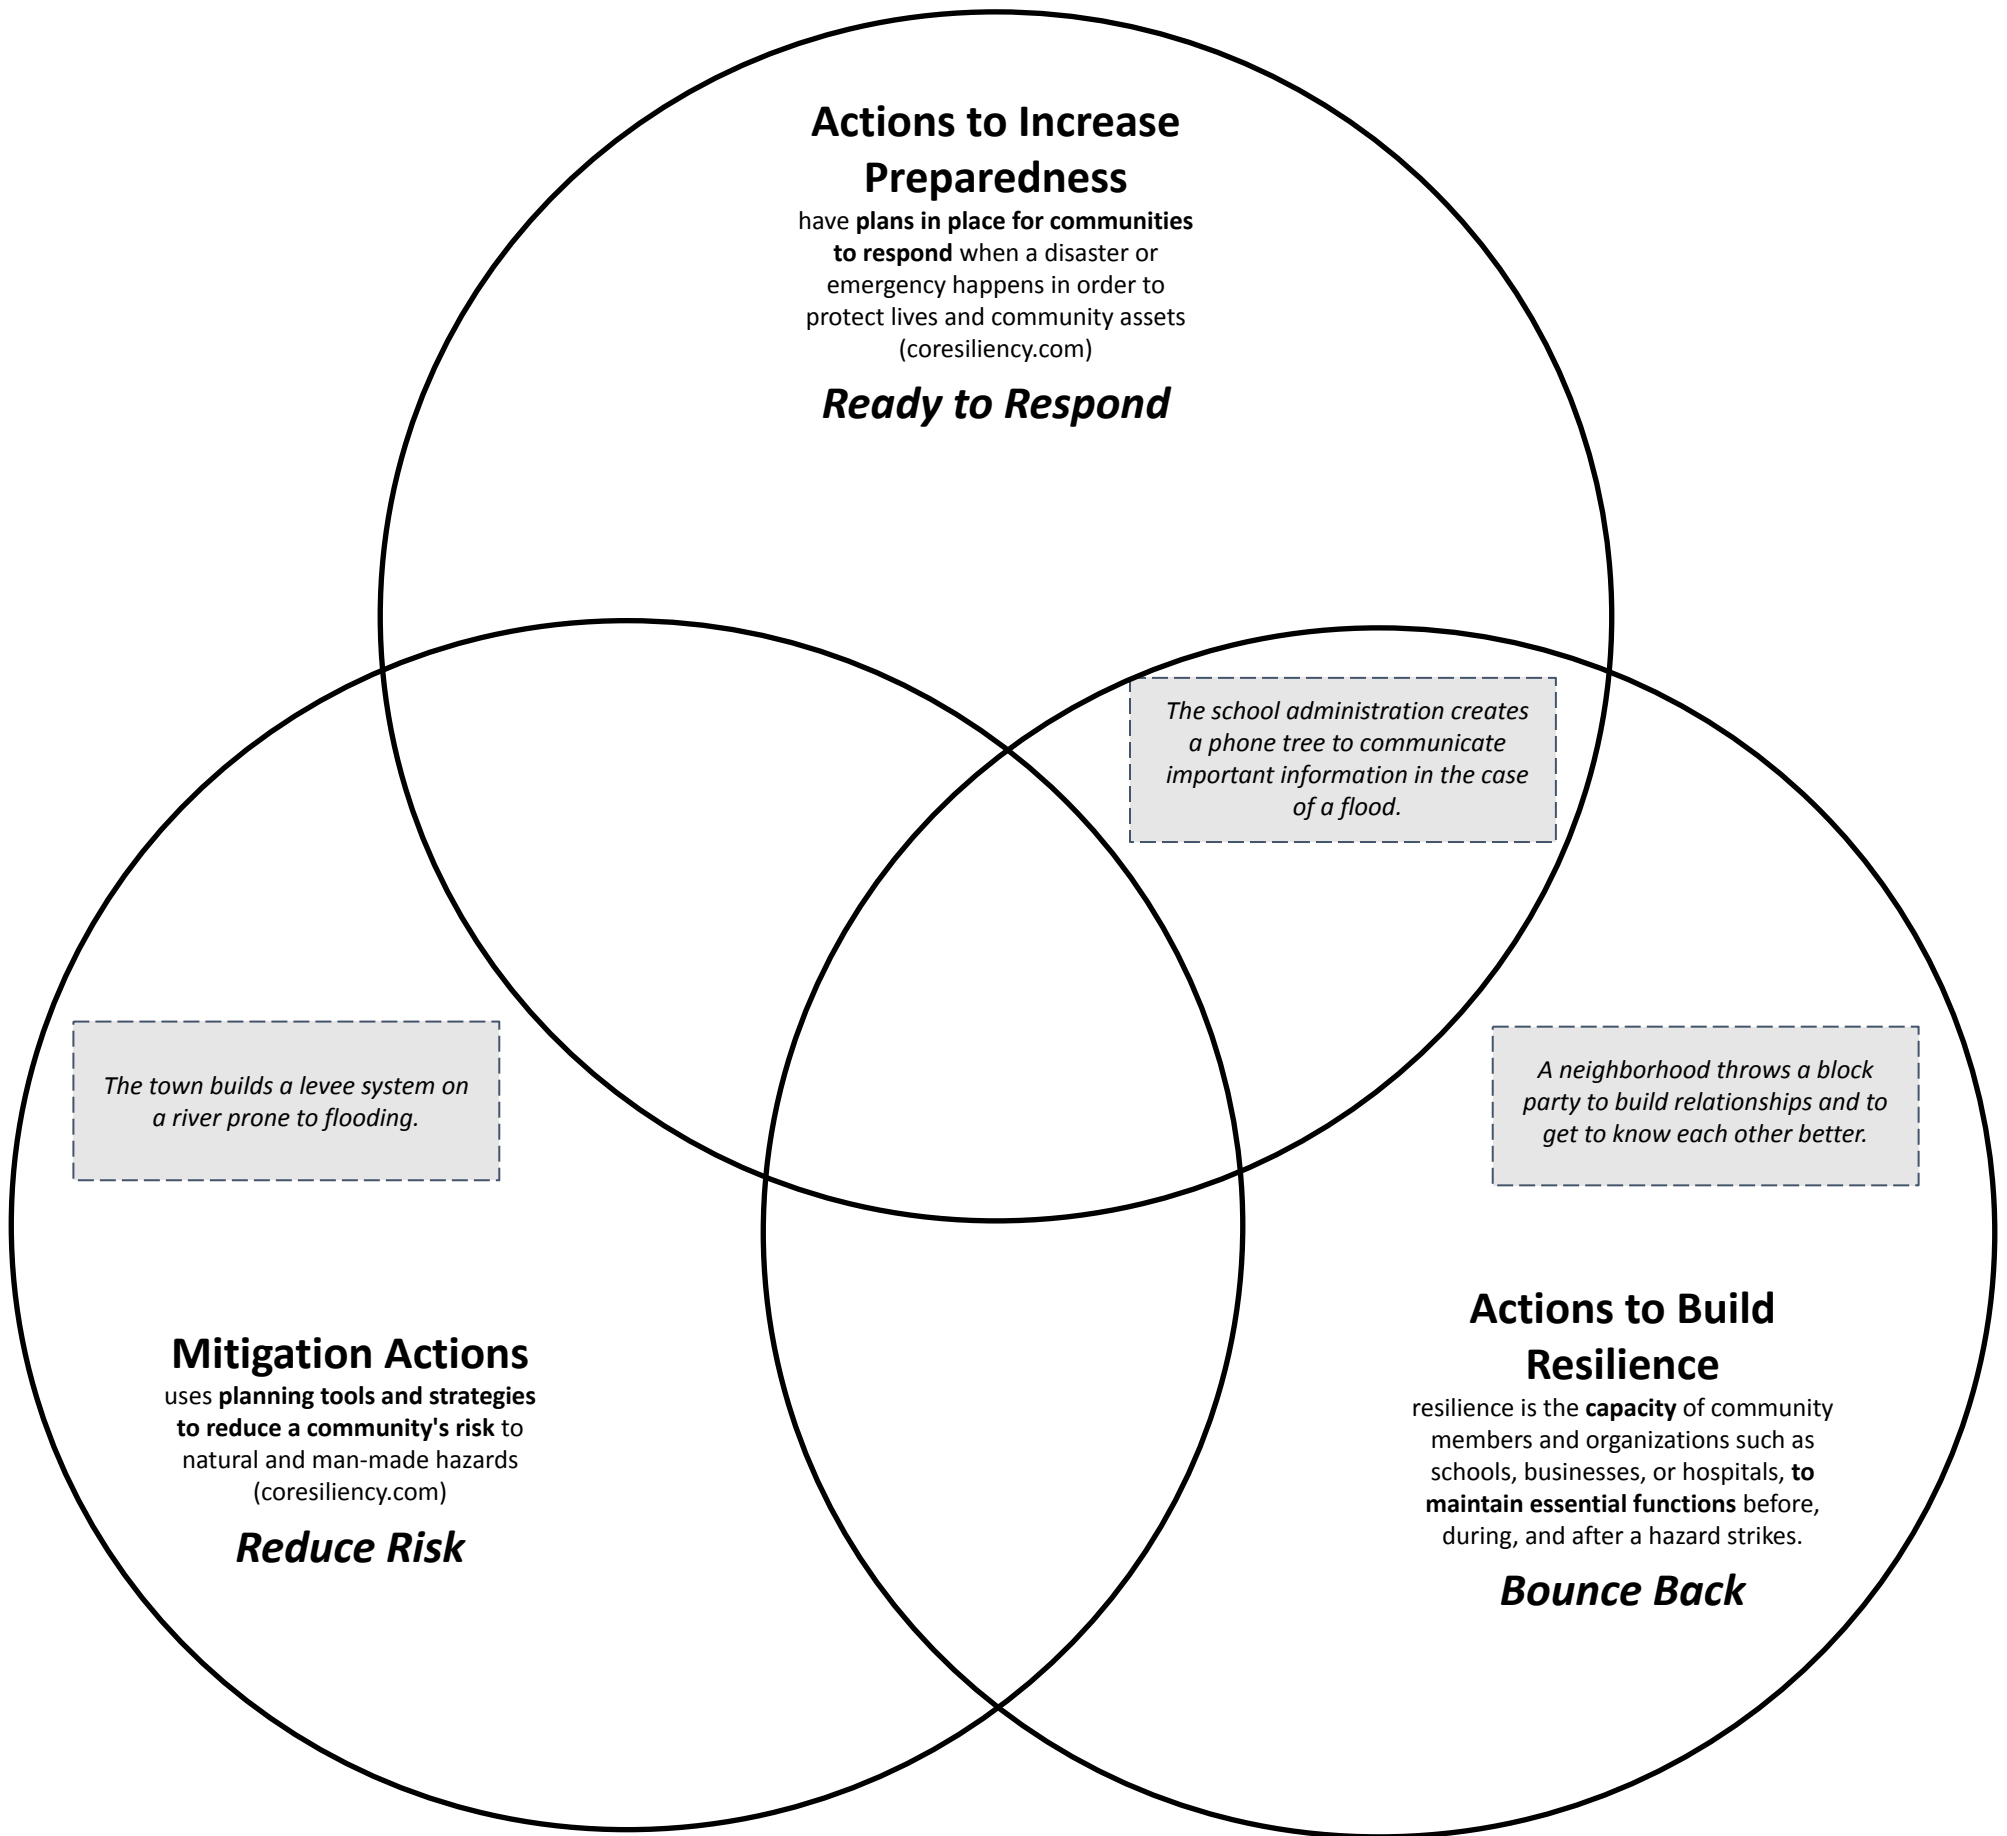 Actions to Increase
Preparedness
have plans in place for communities
to respond when a disaster or
emergency happens in order to
protect lives and community assets
(coresiliency.com)
Ready to Respond
The school administration creates
a phone tree to communicate
important information in the case
of a flood.
The town builds a levee system on
a river prone to flooding.
A neighborhood throws a block
party to build relationships and to
get to know each other better.
Mitigation Actions
uses planning tools and strategies
to reduce a community's risk to
natural and man-made hazards
(coresiliency.com)
Reduce Risk
Actions to Build
Resilience
resilience is the capacity of community
members and organizations such as
schools, businesses, or hospitals, to
maintain essential functions before,
during, and after a hazard strikes.
Bounce Back